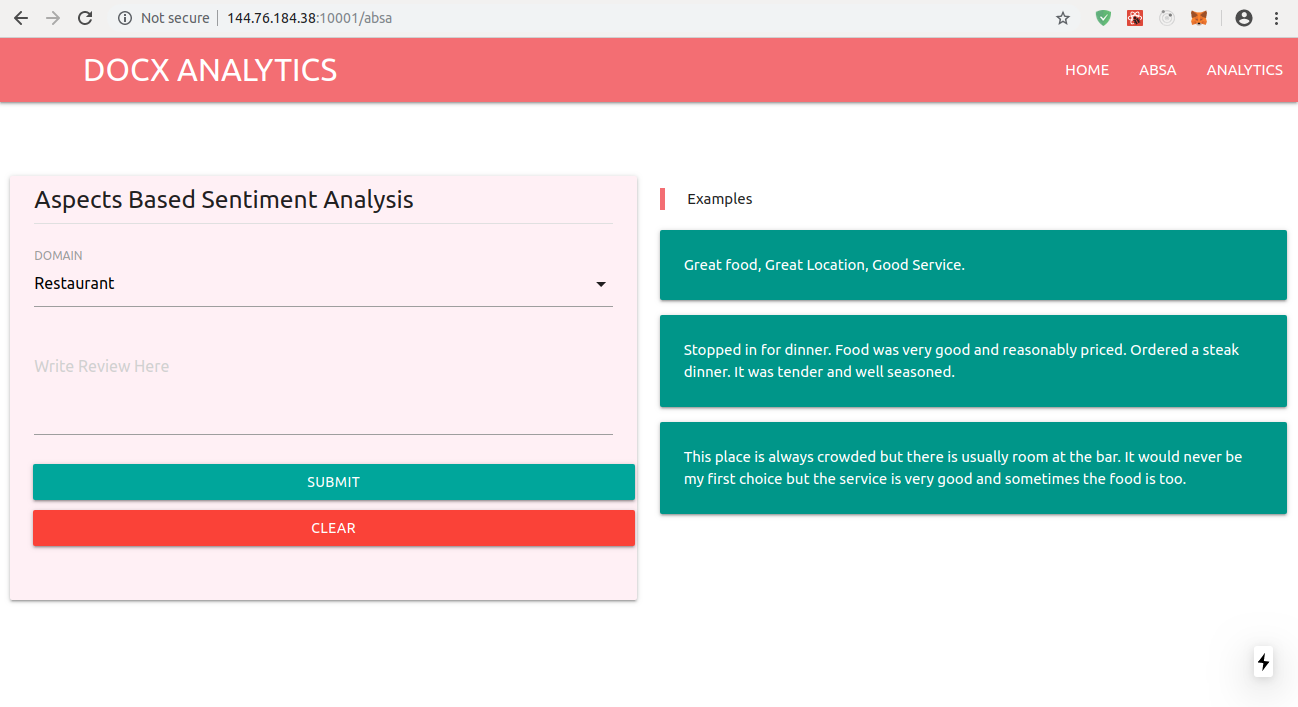 Not secure 144.76.184.38:10001/absa
DOCX ANALYTICS
HOME ABSA ANALYTICS
Aspects Based Sentiment Analysis
DOMAIN
Restaurant
Write Review Here
SUBMIT
CLEAR
Examples
Great food, Great Location, Good Service.
Stopped in for dinner. Food was very good and reasonably priced. Ordered a steak
dinner. It was tender and well seasoned.
This place is always crowded but there is usually room at the bar. It would never be
my first choice but the service is very good and sometimes the food is too.